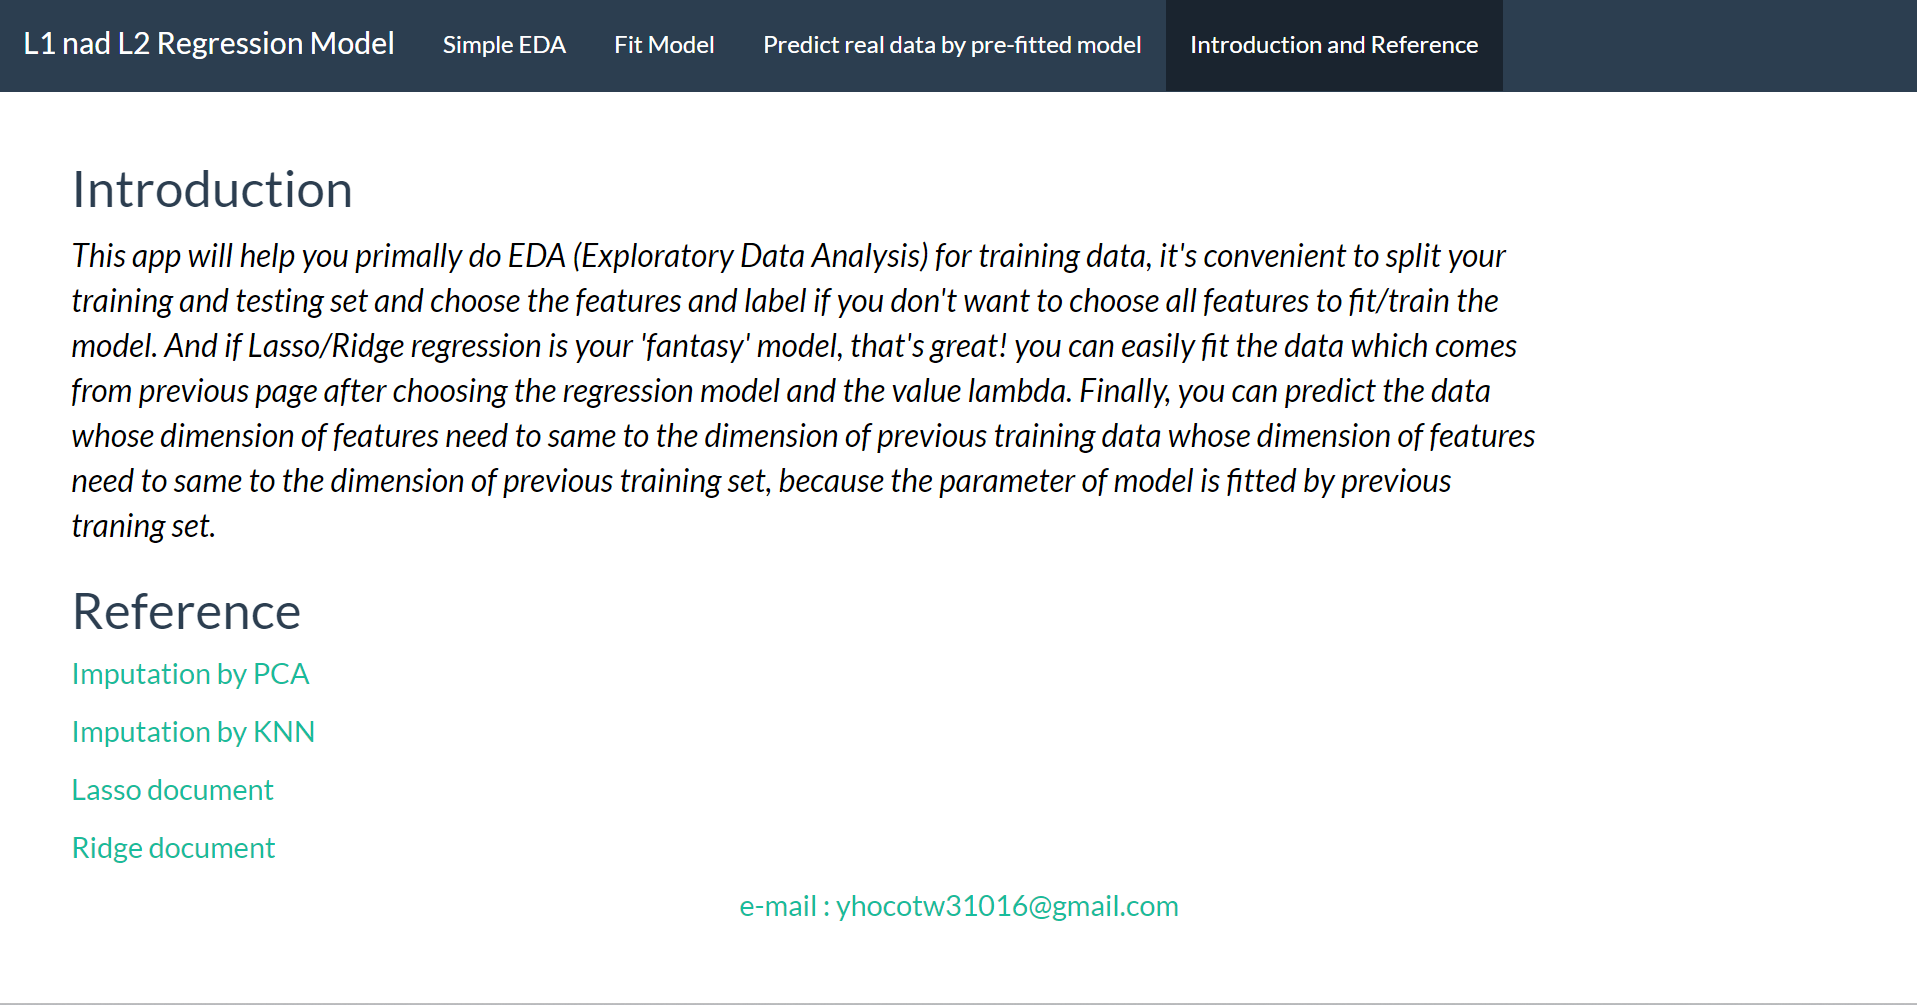 L1 nad L2 Regression Model
Simple EDA
Fit Model
Predict real data by pre-fitted model
Introduction and Reference
Introduction
This app will help you primally do EDA (Exploratory Data Analysis) for training data, it's convenient to split your
training and testing set and choose the features and label if you don't want to choose all features to fit/train the
model. And if Lasso/Ridge regression is your 'fantasy' model, that's great! you can easily fit the data which comes
from previous page after choosing the regression model and the value lambda. Finally, you can predict the data
whose dimension of features need to same to the dimension of previous training data whose dimension of features
need to same to the dimension of previous training set, because the parameter of model is fitted by previous
traning set.
Reference
Imputation by PCA
Imputation by KNN
Lasso document
Ridge document
e-mail : yhocotw31016@gmail.com